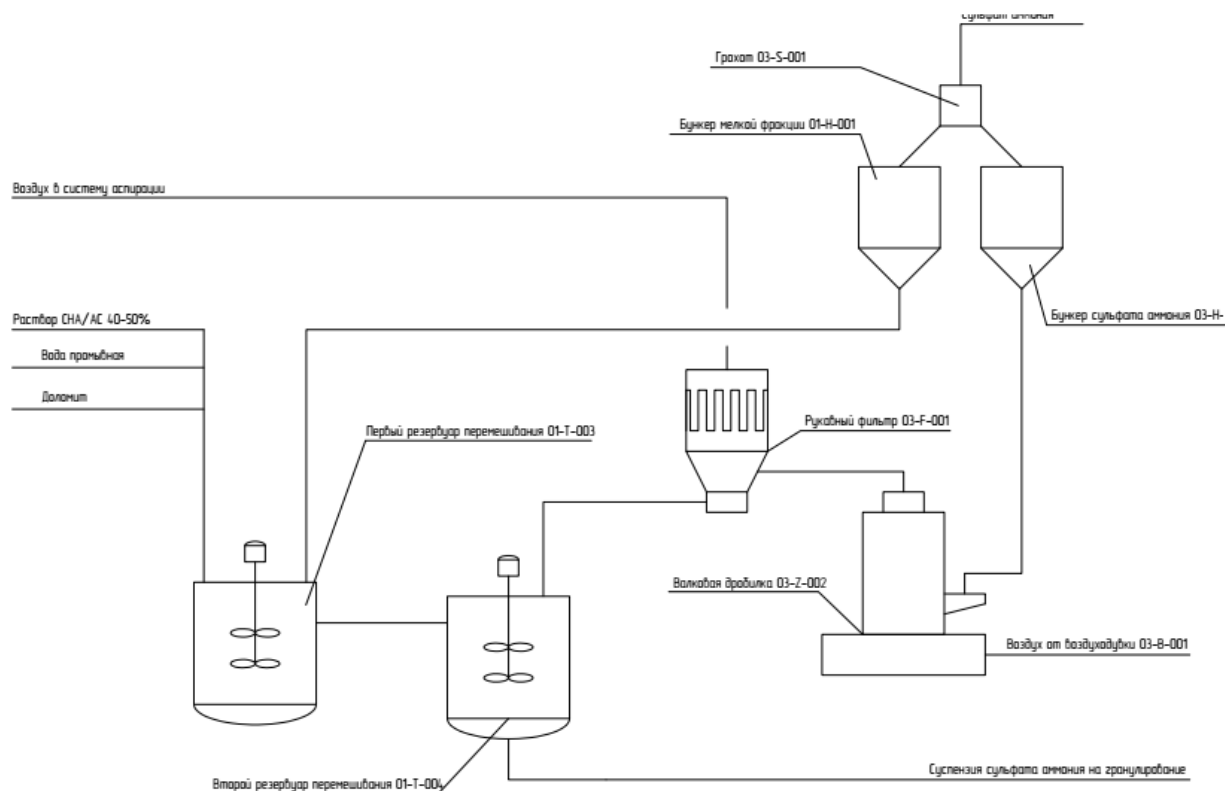 Сульфат аммония
Грохот 03-S-001
Бункер мелкой фракции 01-H-001
Воздух в систему аспирации
Раствор СНА/АС 40-50%
Бункер сульфата аммония 03-H-
Вода промывная
Доломит
Рукавный фильтр 03-F-001
Первый резервуар перемешивания 01-T-003
Валковая дробилка 03-Z-002
Воздух от воздуходувки 03-B-001
Второй резервуар перемешивания 01-T-004
Суспензия сульфата аммония на гранулирование